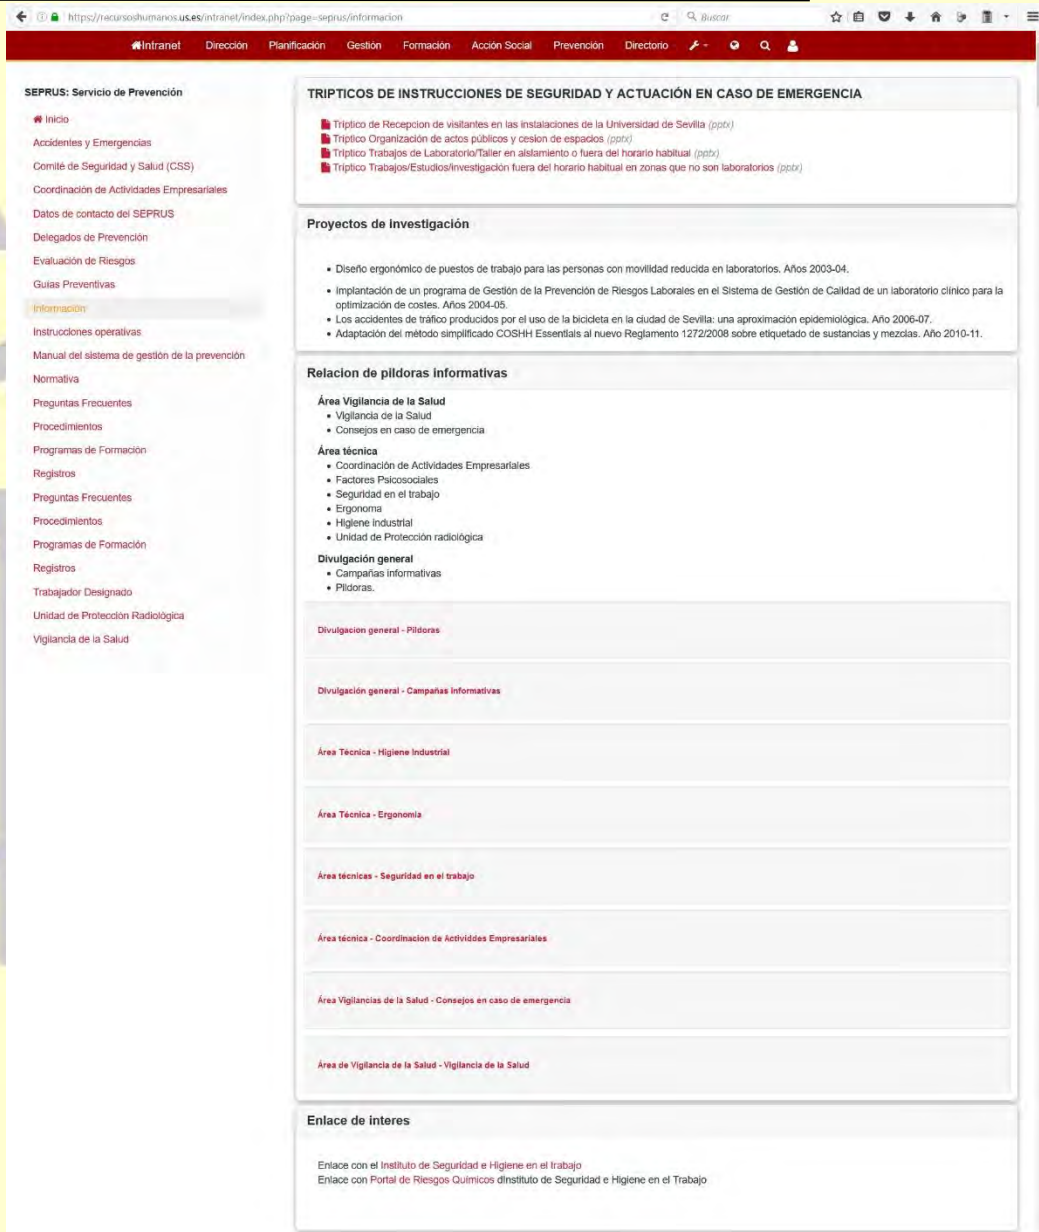 https://recursoshumanos.us.es/intranet/index.php?page=seprus/informacion
Buscar
Intranet Dirección Planificación Gestión Formación Acción Social Prevención Directorio
SEPRUS: Servicio de Prevención
Inicio
Accidentes y Emergencias
Comité de Seguridad y Salud (CSS)
Coordinación de Actividades Empresariales
Datos de contacto del SEPRUS
Delegados de Prevención
Evaluación de Riesgos
Guias Preventivas
Información
Instrucciones operativas
Manual del sistema de gestión de la prevención
Normativa
Preguntas Frecuentes
Procedimientos
Programas de Formación
Registros
Preguntas Frecuentes
Procedimientos
Programas de Formación
Registros
Trabajador Designado
Unidad de Protección Radiológica
Vigilancia de la Salud
TRIPTICOS DE INSTRUCCIONES DE SEGURIDAD Y ACTUACIÓN EN CASO DE EMERGENCIA
Triptico de Recepcion de visitantes en las instalaciones de la Universidad de Sevilla (pptx)
Triptico Organización de actos públicos y cesion de espacios (pptx)
Triptico Trabajos de Laboratorio/Taller en aislamiento o fuera del horario habitual (pptx)
Triptico Trabajos/Estudios/Investigación fuera del horario habitual en zonas que no son laboratorios (pptx)
Proyectos de investigación
• Diseño ergonómico de puestos de trabajo para las personas con movilidad reducida en laboratorios. Años 2003-04.
• Implantación de un programa de Gestión de la Prevención de Riesgos Laborales en el Sistema de Gestión de Calidad de un laboratorio clínico para la
optimización de costes. Años 2004-05.
• Los accidentes de tráfico producidos por el uso de la bicicleta en la ciudad de Sevilla: una aproximación epidemiológica. Año 2006-07.
• Adaptación del método simplificado COSHH Essentials al nuevo Reglamento 1272/2008 sobre etiquetado de sustancias y mezclas. Año 2010-11.
Relacion de pildoras informativas
Área Vigilancia de la Salud
• Vigilancia de la Salud
• Consejos en caso de emergencia
Área técnica
• Coordinación de Actividades Empresariales
• Factores Psicosociales
• Seguridad en el trabajo
• Ergonoma
• Higiene industrial
• Unidad de Protección radiológica
Divulgación general
• Campañas informativas
• Pildoras.
Divulgacion general - Pildoras
Divulgación general - Campañas informativas
Área Técnica - Higiene Industrial
Área Técnica - Ergonomia
Área técnicas - Seguridad en el trabajo
Área técnica - Coordinacion de Actividdes Empresariales
Área Vigilancias de la Salud - Consejos en caso de emergencia
Área de Vigilancia de la Salud - Vigilancia de la Salud
Enlace de interes
Enlace con el Instituto de Seguridad e Higiene en el trabajo
Enlace con Portal de Riesgos Químicos dInstituto de Seguridad e Higiene en el Trabajo